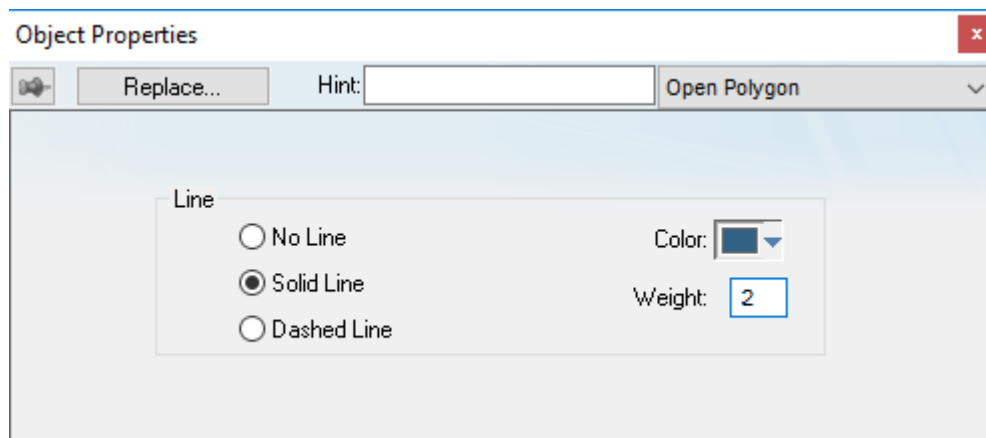 Object Properties
x
Replace... Hint: Open Polygon
Line
No Line Color:
Solid Line Weight: 2
Dashed Line